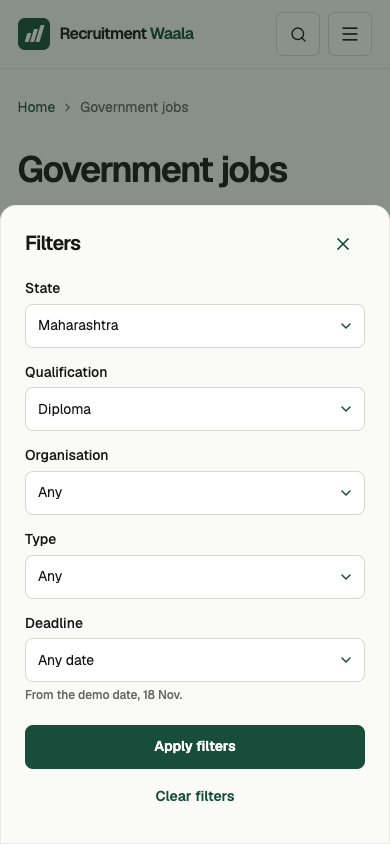 Recruitment Waala
Home > Government jobs
Government jobs
Filters
State
Maharashtra
Qualification
Diploma
Organisation
Any
Type
Any
Deadline
Any date
From the demo date, 18 Nov.
Apply filters
Clear filters